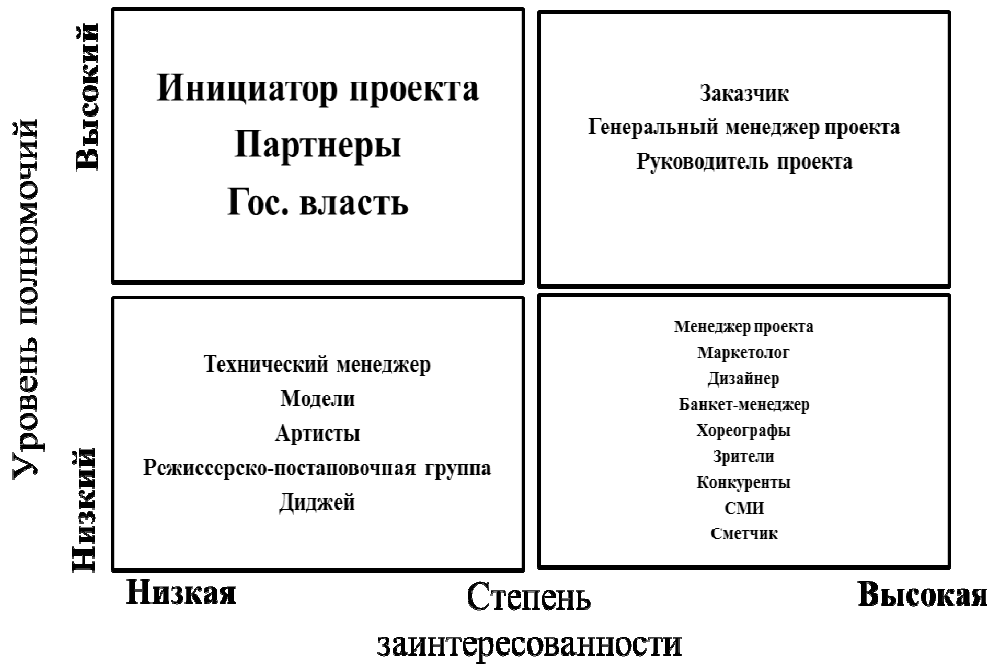 Уровень полномочий
Высокий
Инициатор проекта
Партнеры
Гос. власть
Заказчик
Генеральный менеджер проекта
Руководитель проекта
Низкий
Технический менеджер
Модели
Артисты
Режиссерско-постановочная группа
Диджей
Менеджер проекта
Маркетолог
Дизайнер
Банкет-менеджер
Хореографы
Зрители
Конкуренты
СМИ
Сметчик
Низкая
Степень
заинтересованности
Высокая